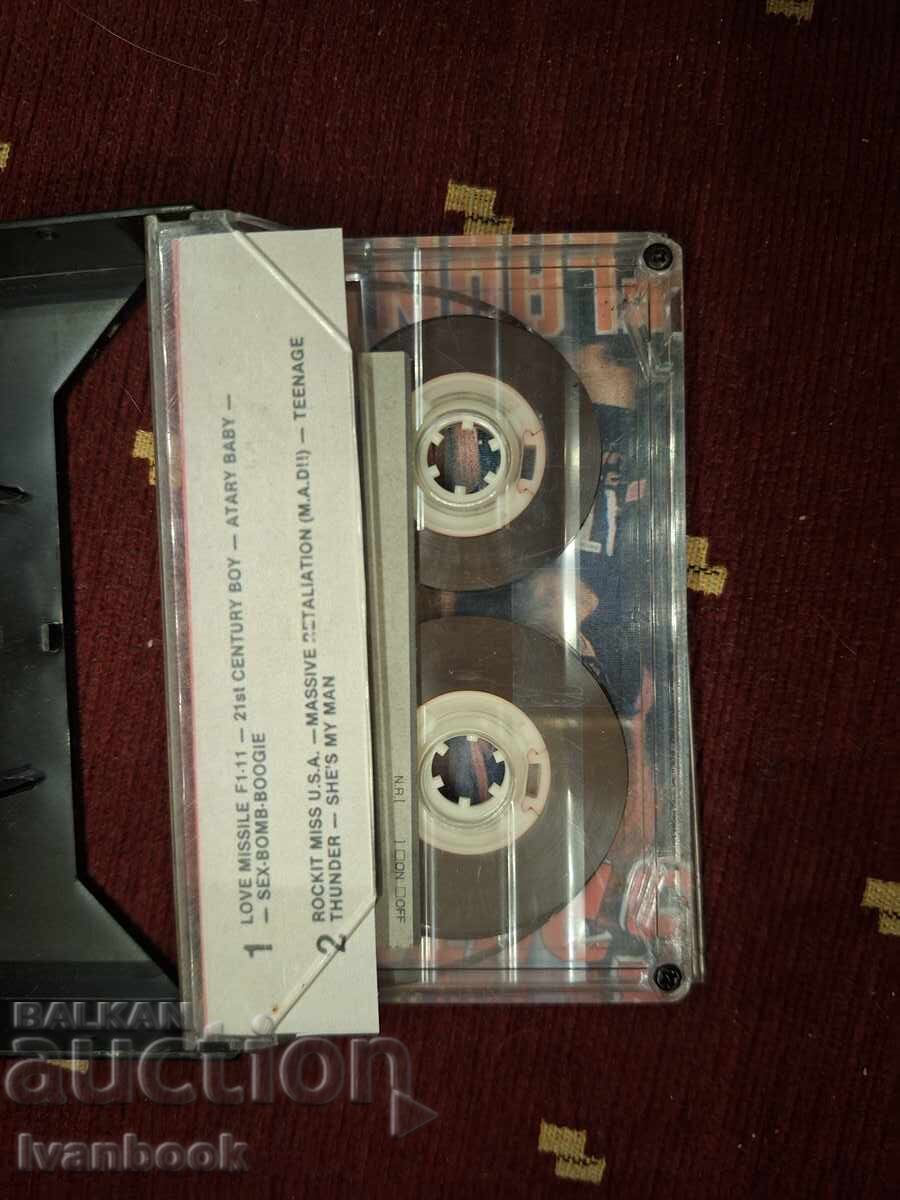 1 LOVE MISSILE F1-11 — 21st CENTURY BOY — ATARY BABY —
— SEX-BOMB-BOOGIE
2 ROCKIT MISS U.S.A. —MASSIVE RETALIATION (M.A.D!!) — TEENAGE
THUNDER — SHE'S MY MAN
N.R. ☐ON ☐OFF
BALKAN
auction
Ivanbook